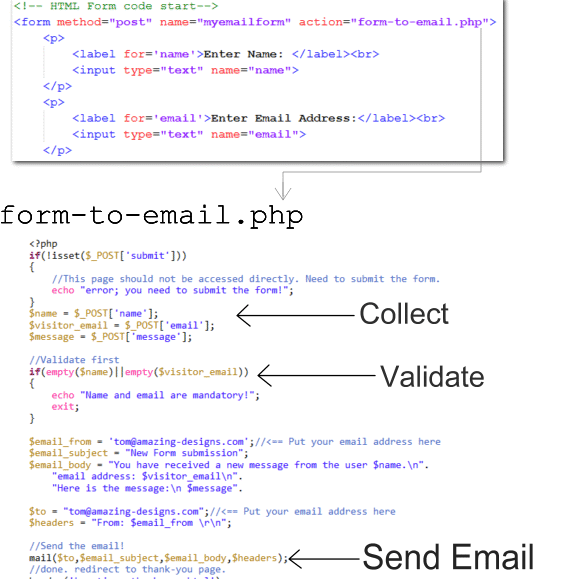 <!-- HTML Form code start-->
<form method="post" name="myemailform" action="form-to-email.php">
<p>
<label for='name'>Enter Name: </label><br>
<input type="text" name="name">
</p>
<p>
<label for='email'>Enter Email Address:</label><br>
<input type="text" name="email">
</p>
form-to-email.php
<?php
if(!isset($_POST['submit']))
{
//This page should not be accessed directly. Need to submit the form.
echo "error; you need to submit the form!";
}
$name = $_POST['name'];
$visitor_email = $_POST['email'];
$message = $_POST['message'];
Collect
//Validate first
if(empty($name)||empty($visitor_email))
{
echo "Name and email are mandatory!";
exit;
}
Validate
$email_from = 'tom@amazing-designs.com';//<== Put your email address here
$email_subject = "New Form submission";
$email_body = "You have received a new message from the user $name.\n".
"email address: $visitor_email\n".
"Here is the message:\n $message".
$to = "tom@amazing-designs.com";//<== Put your email address here
$headers = "From: $email_from \r\n";
//Send the email!
mail($to,$email_subject,$email_body,$headers);
Send Email
//done. redirect to thank-you page.